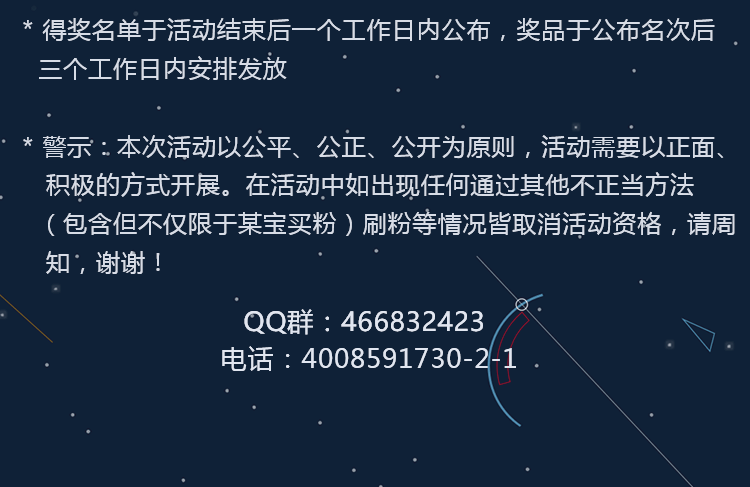 * 得奖名单于活动结束后一个工作日内公布，奖品于公布名次后
三个工作日内安排发放
* 警示：本次活动以公平、公正、公开为原则，活动需要以正面、
积极的方式开展。在活动中如出现任何通过其他不正当方法
（包含但不仅限于某宝买粉）刷粉等情况皆取消活动资格，请周
知，谢谢！
QQ群：466832423
电话：4008591730-2-1